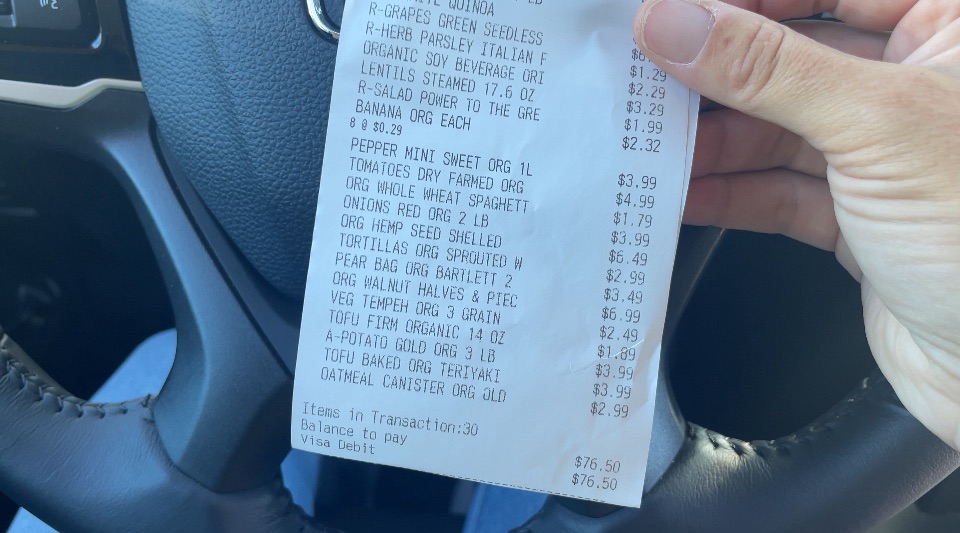 QUINOA
R-GRAPES GREEN SEEDLESS
R-HERB PARSLEY ITALIAN F $1.29
ORGANIC SOY BEVERAGE ORI $2.29
LENTILS STEAMED 17.6 OZ $3.29
R-SALAD POWER TO THE GRE $1.99
BANANA ORG EACH $2.32
8 @ $0.29
PEPPER MINI SWEET ORG 1L $3.99
TOMATOES DRY FARMED ORG $4.99
ORG WHOLE WHEAT SPAGHETT $1.79
ONIONS RED ORG 2 LB $3.99
ORG HEMP SEED SHELLED $6.49
TORTILLAS ORG SPROUTED W $2.99
PEAR BAG ORG BARTLETT 2 $3.49
ORG WALNUT HALVES & PIEC $6.99
VEG TEMPEH ORG 3 GRAIN $2.49
TOFU FIRM ORGANIC 14 OZ $1.89
A-POTATO GOLD ORG 3 LB $3.99
TOFU BAKED ORG TERIYAKI $3.99
OATMEAL CANISTER ORG OLD $2.99
Items in Transaction:30
Balance to pay $76.50
Visa Debit $76.50